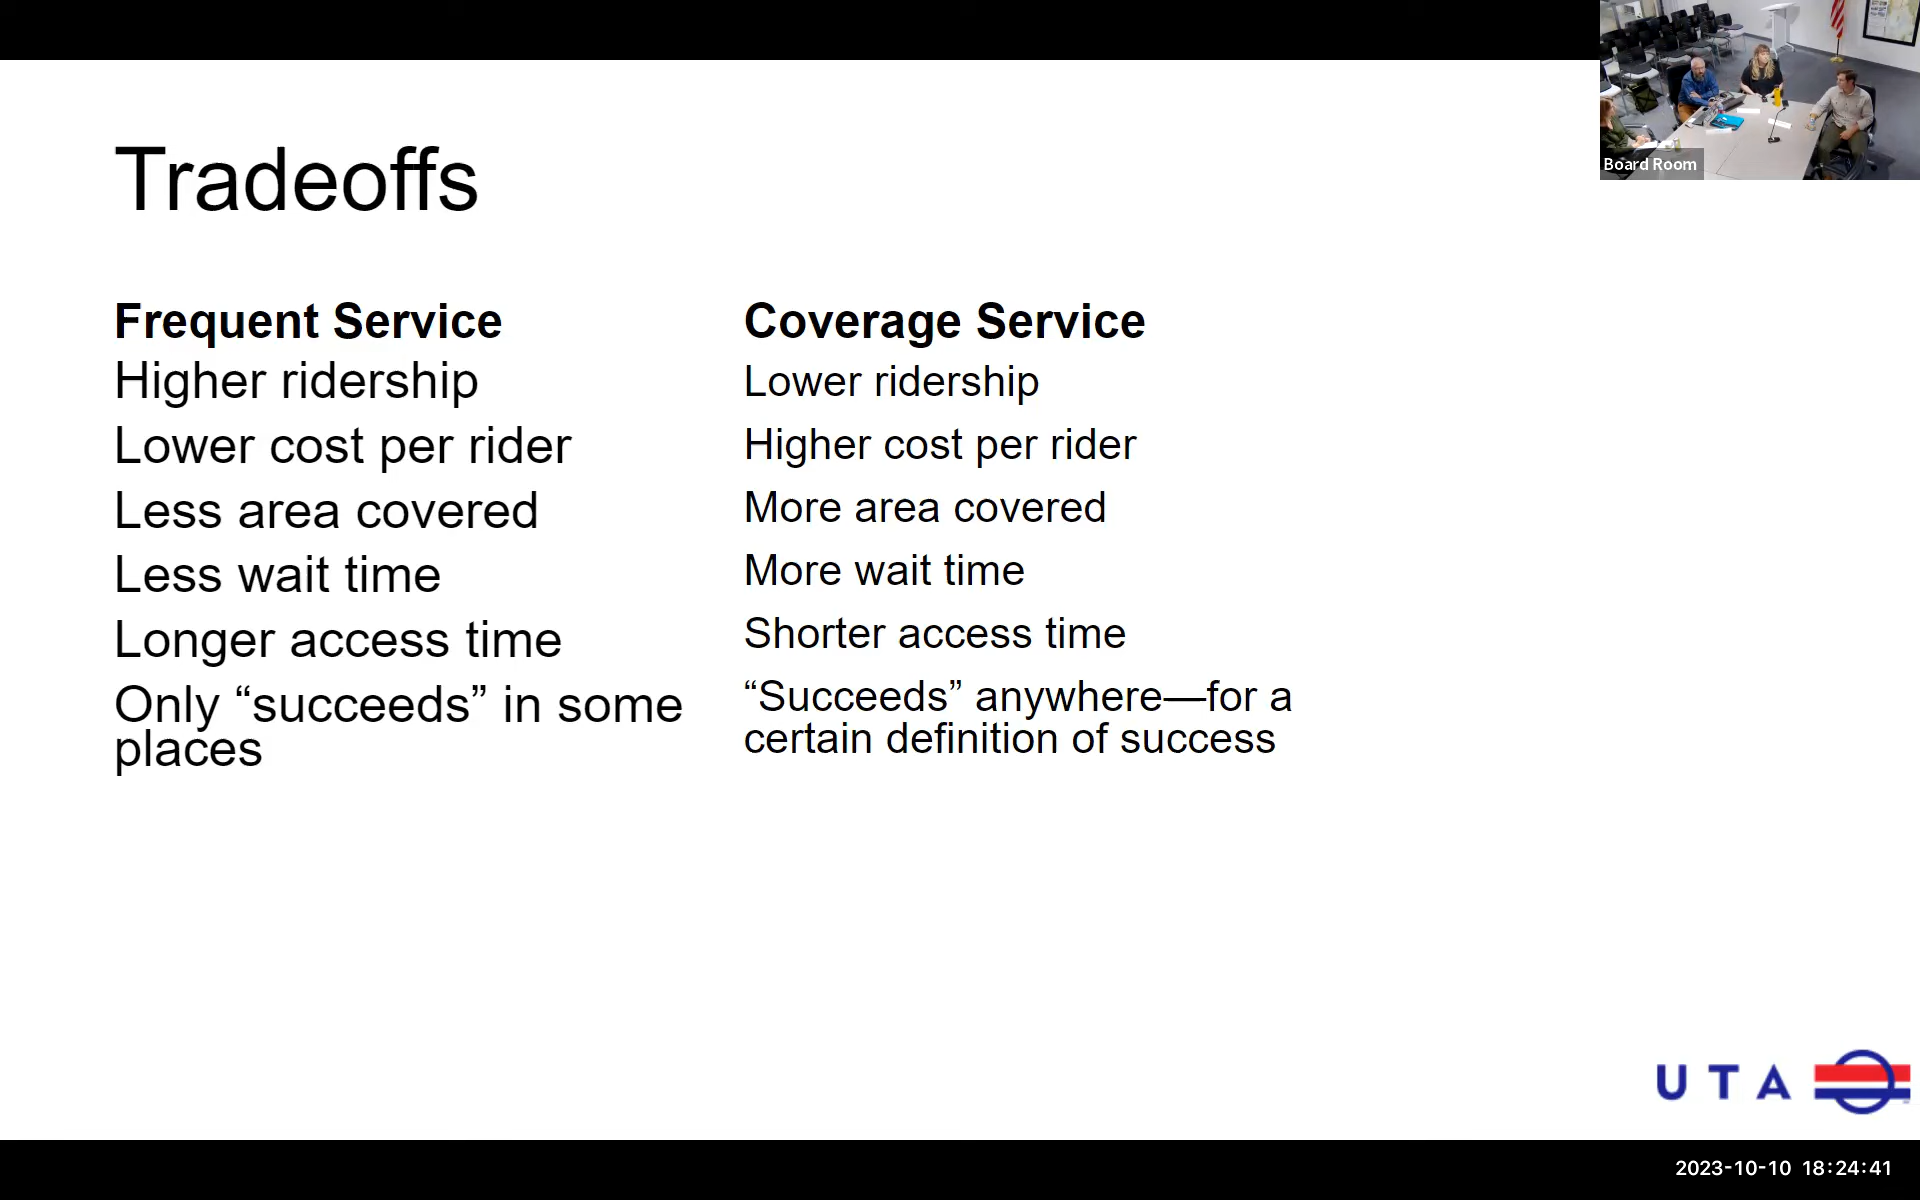 Board Room
Tradeoffs
Frequent Service
Higher ridership
Lower cost per rider
Less area covered
Less wait time
Longer access time
Only “succeeds” in some
places
Coverage Service
Lower ridership
Higher cost per rider
More area covered
More wait time
Shorter access time
“Succeeds” anywhere—for a
certain definition of success
UTA
2023-10-10 18:24:41